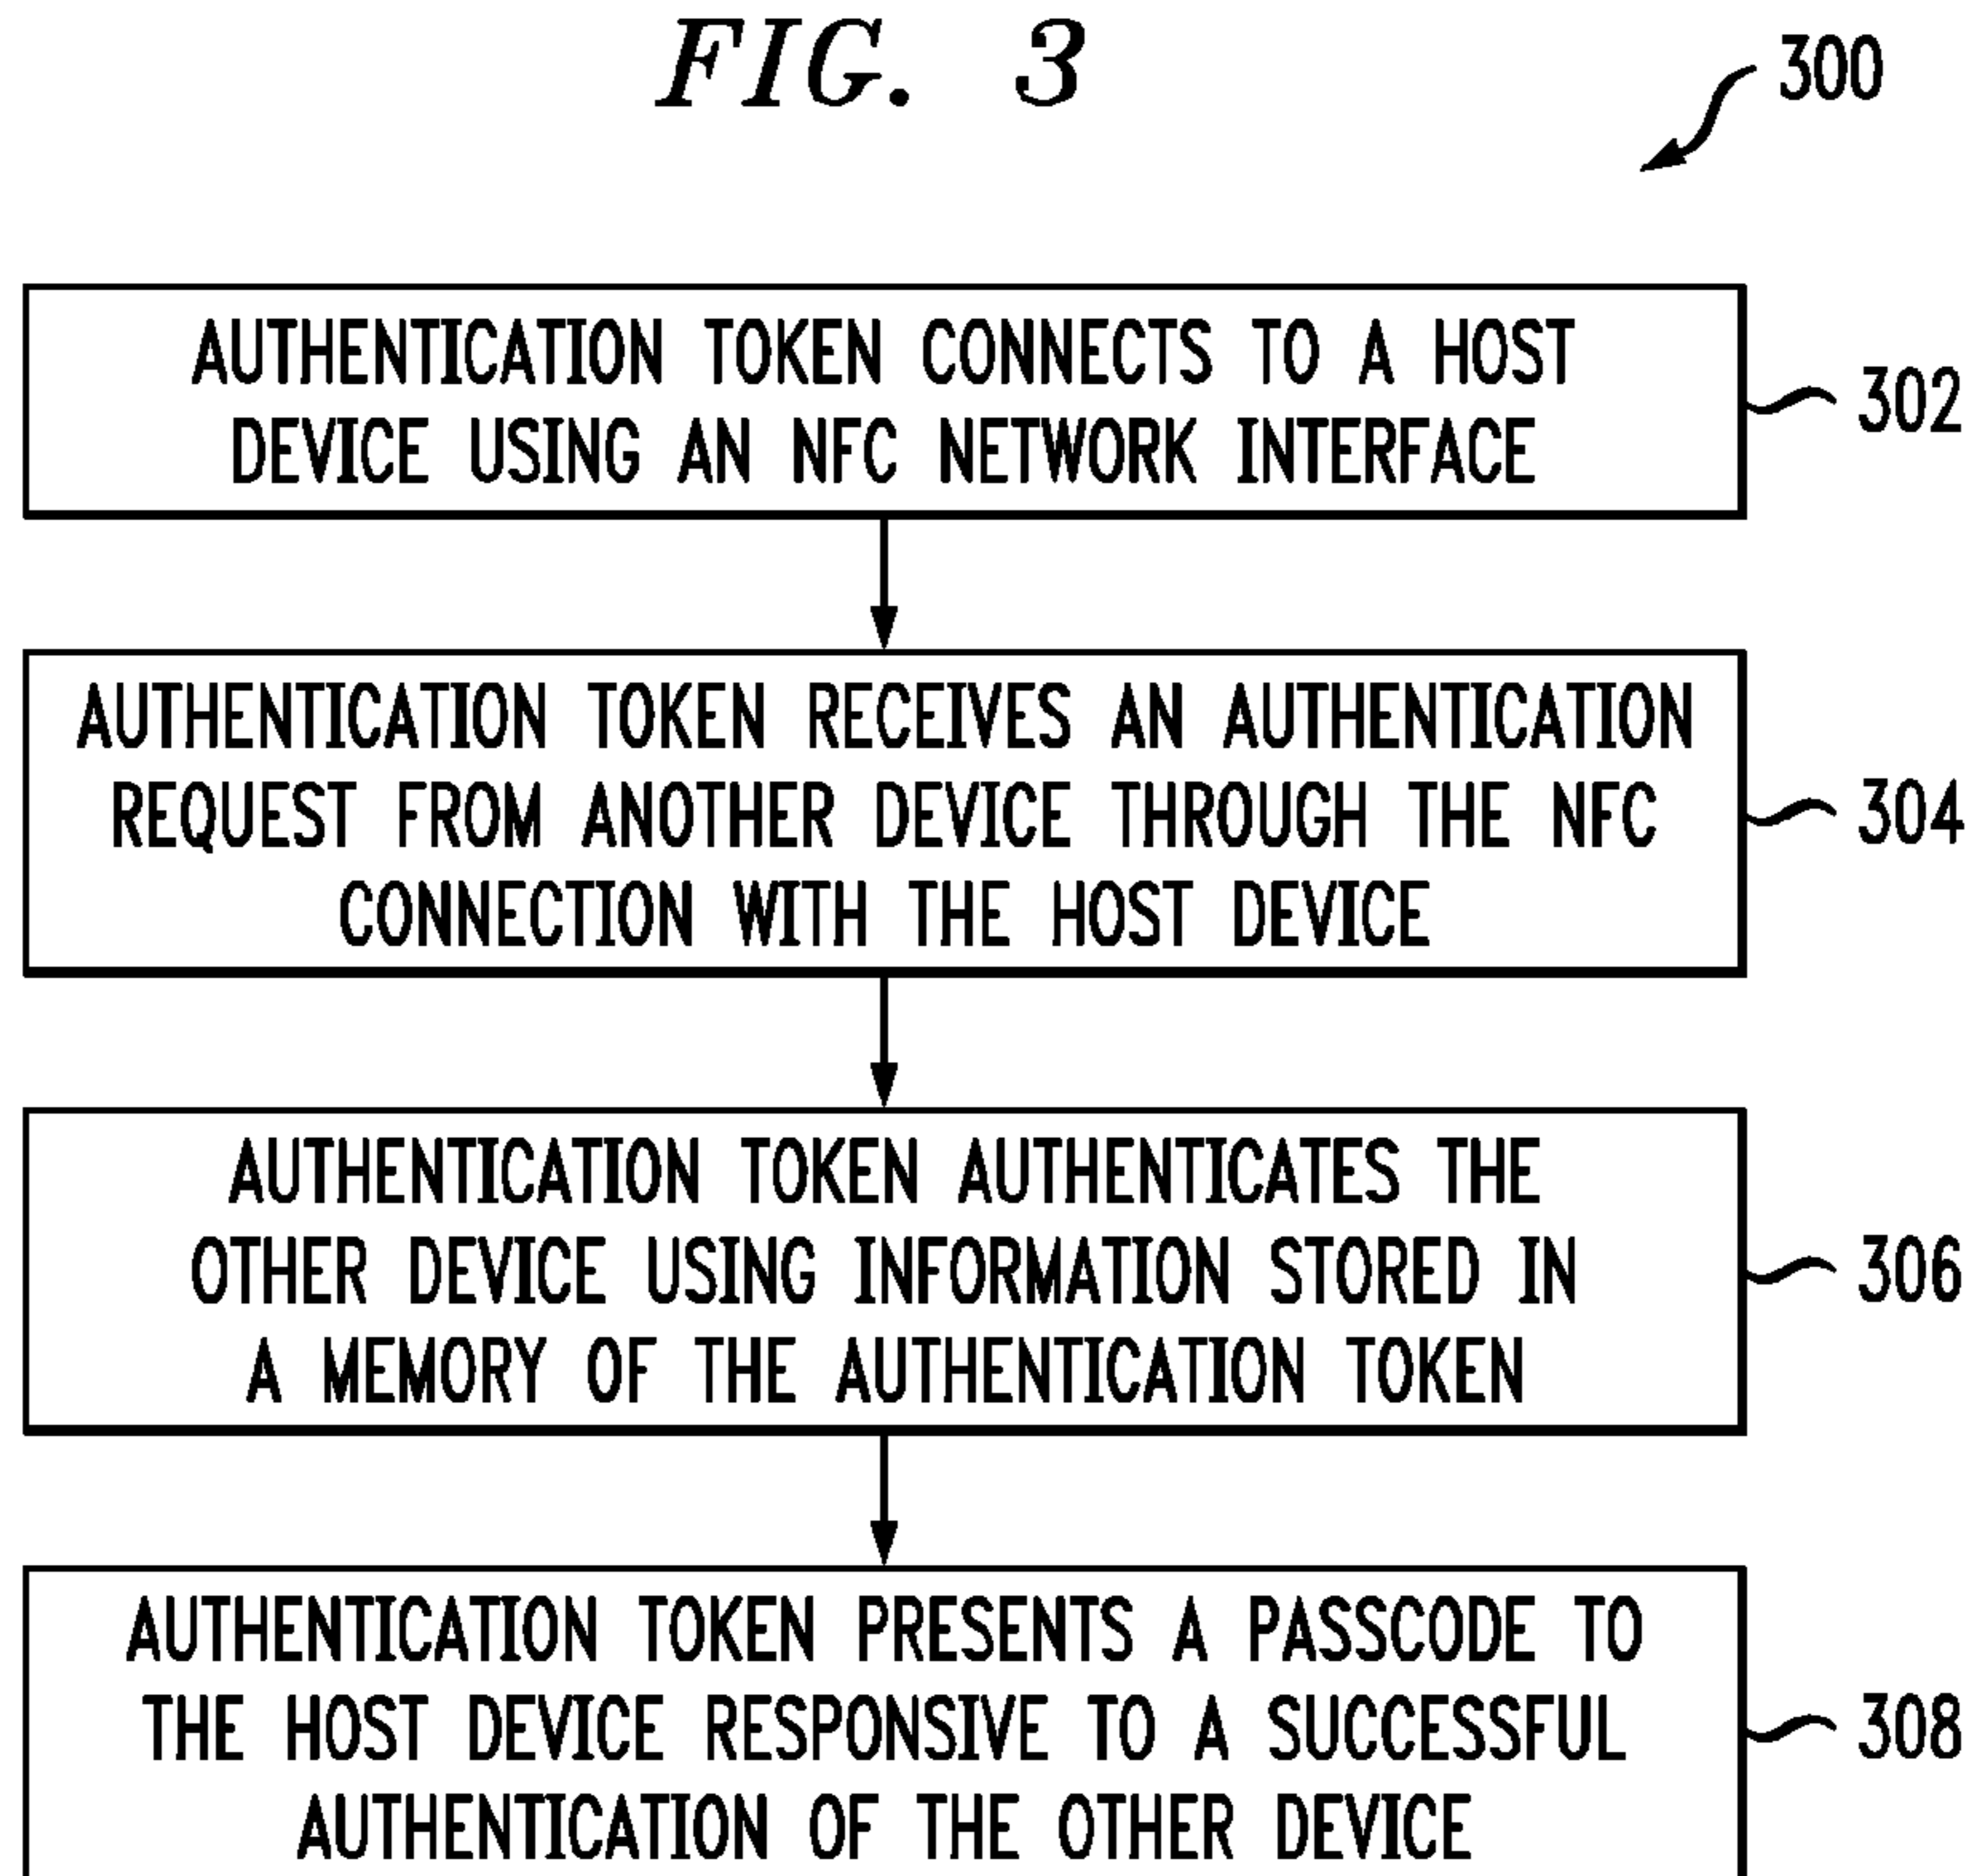 FIG. 3
300
AUTHENTICATION TOKEN CONNECTS TO A HOST
DEVICE USING AN NFC NETWORK INTERFACE
302
AUTHENTICATION TOKEN RECEIVES AN AUTHENTICATION
REQUEST FROM ANOTHER DEVICE THROUGH THE NFC
CONNECTION WITH THE HOST DEVICE
304
AUTHENTICATION TOKEN AUTHENTICATES THE
OTHER DEVICE USING INFORMATION STORED IN
A MEMORY OF THE AUTHENTICATION TOKEN
306
AUTHENTICATION TOKEN PRESENTS A PASSCODE TO
THE HOST DEVICE RESPONSIVE TO A SUCCESSFUL
AUTHENTICATION OF THE OTHER DEVICE
308